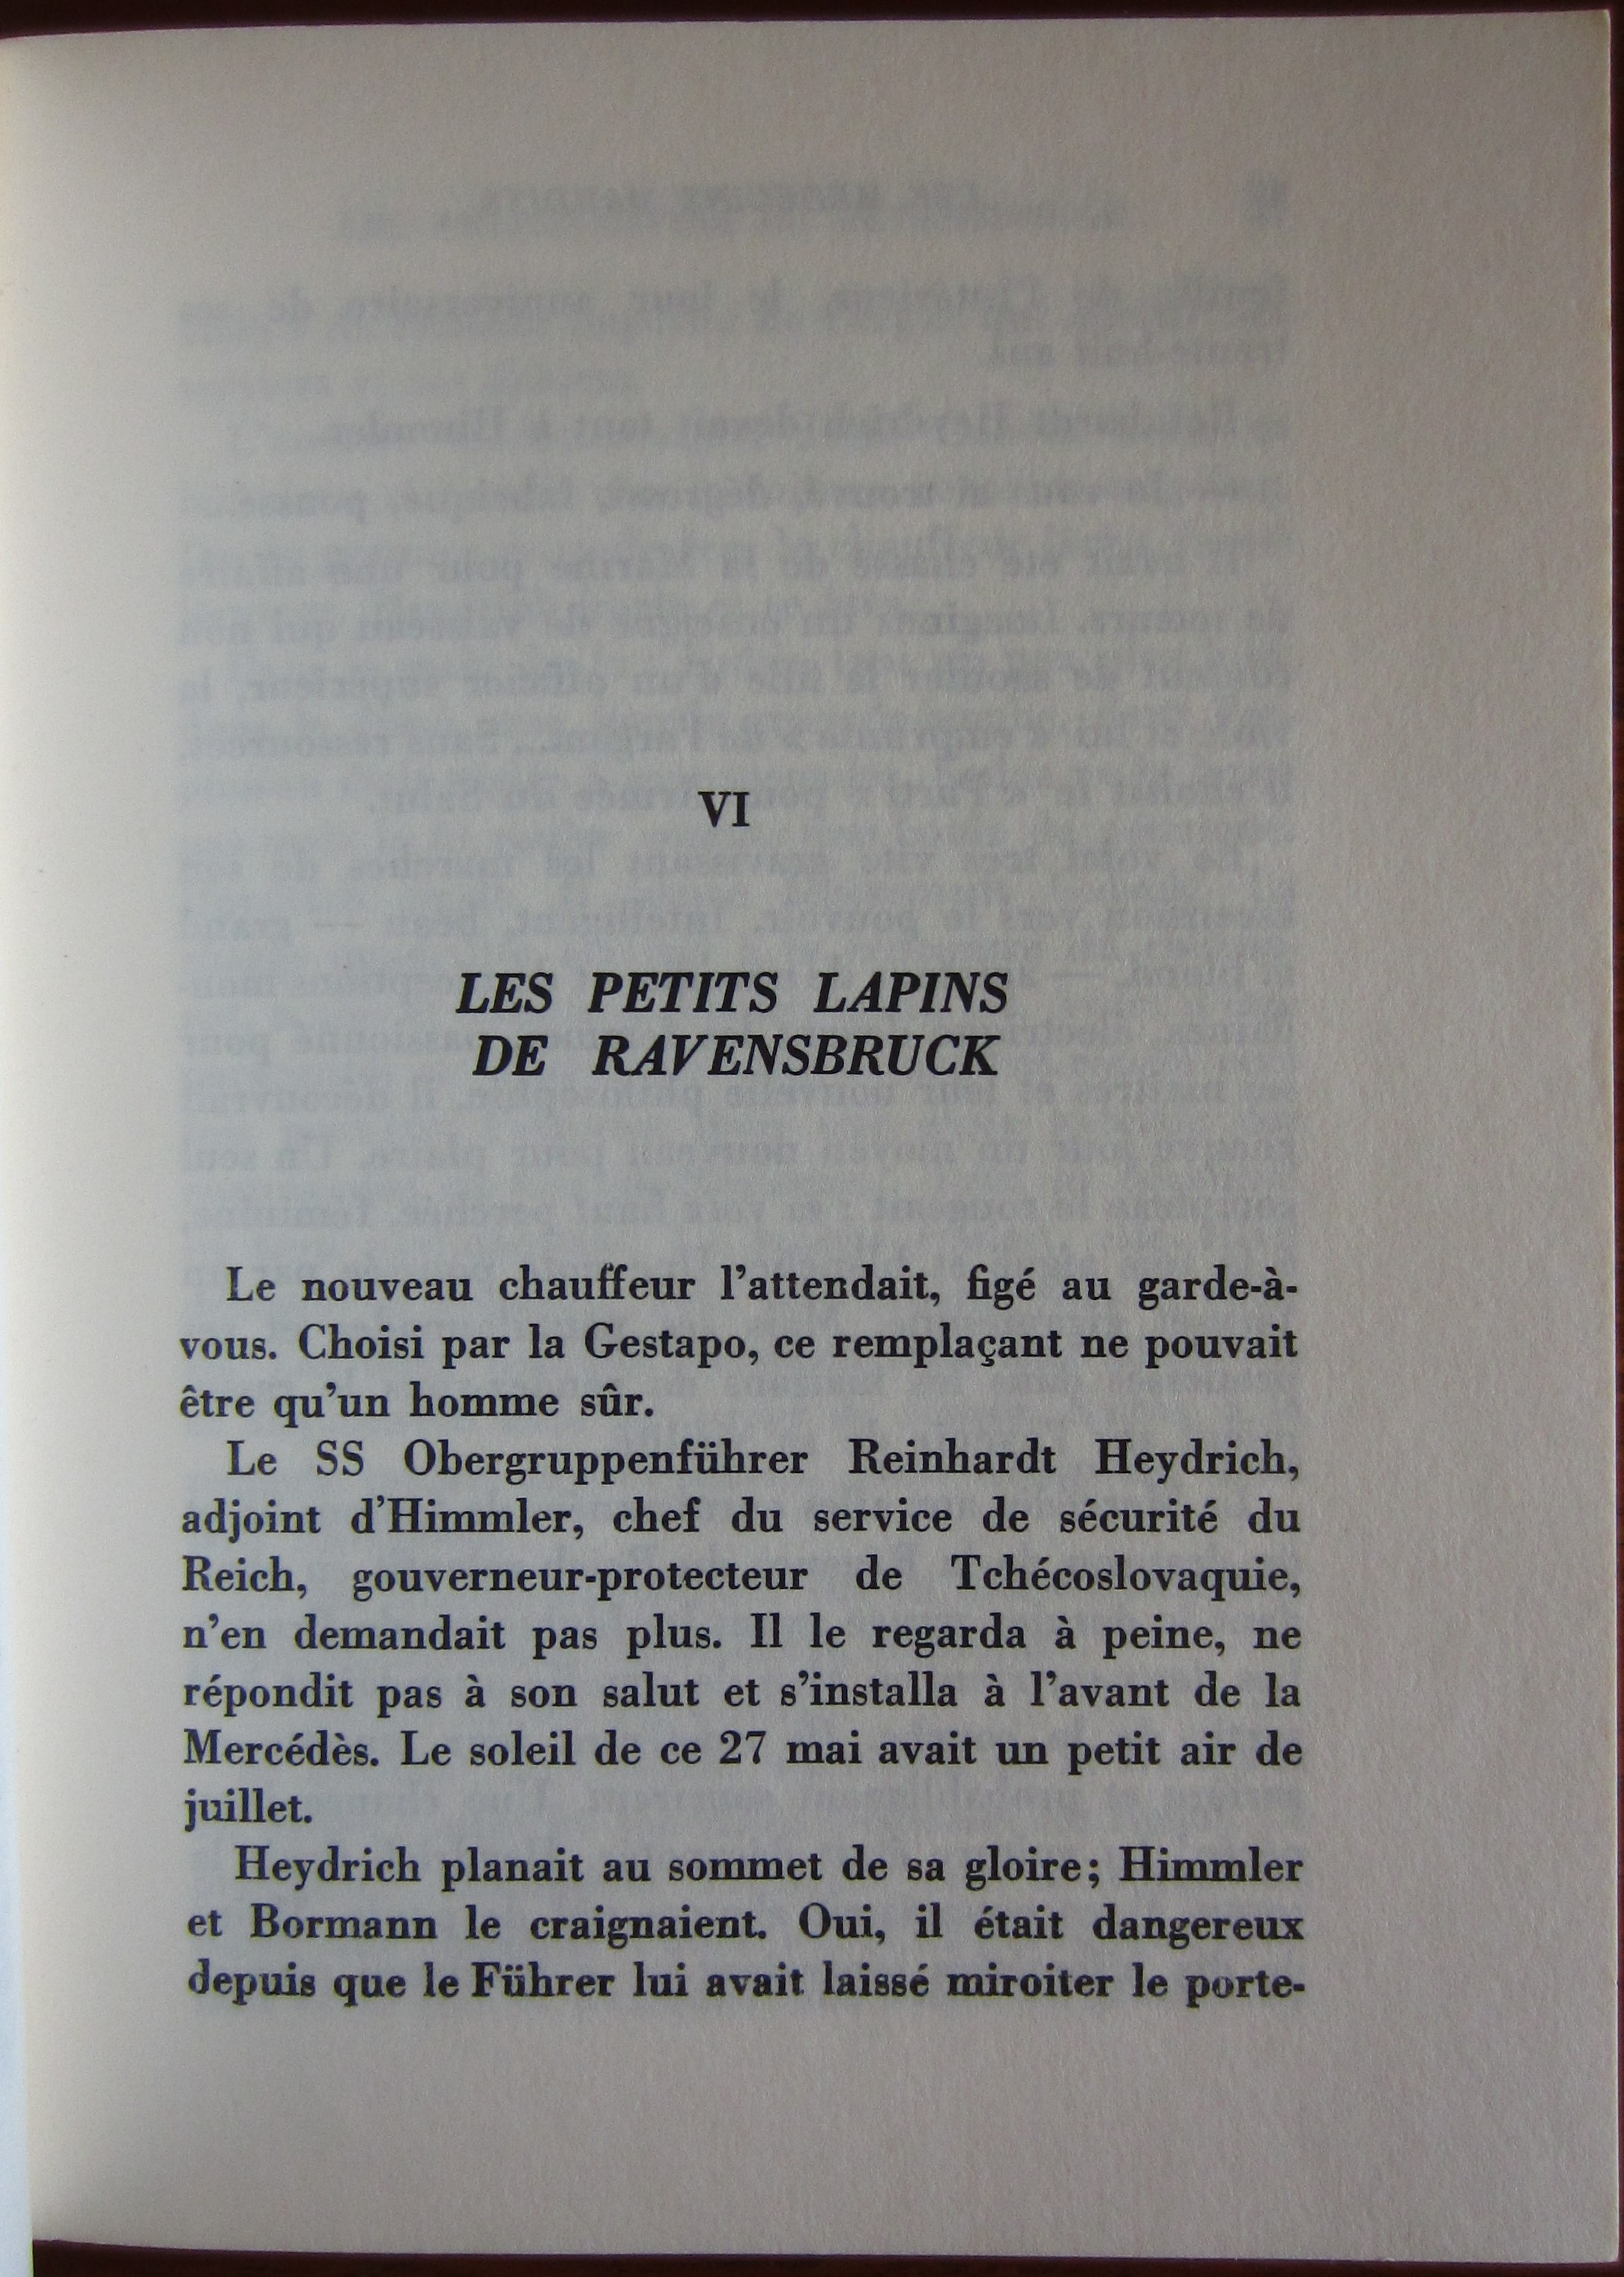 VI
LES PETITS LAPINS
DE RAVENSBRUCK
Le nouveau chauffeur l'attendait, figé au garde-à-
vous. Choisi par la Gestapo, ce remplaçant ne pouvait
être qu'un homme sûr.
Le SS Obergruppenführer Reinhardt Heydrich,
adjoint d'Himmler, chef du service de sécurité du
Reich, gouverneur-protecteur de Tchécoslovaquie,
n'en demandait pas plus. Il le regarda à peine, ne
répondit pas à son salut et s'installa à l'avant de la
Mercédès. Le soleil de ce 27 mai avait un petit air de
juillet.
Heydrich planait au sommet de sa gloire; Himmler
et Bormann le craignaient. Oui, il était dangereux
depuis que le Führer lui avait laissé miroiter le porte-